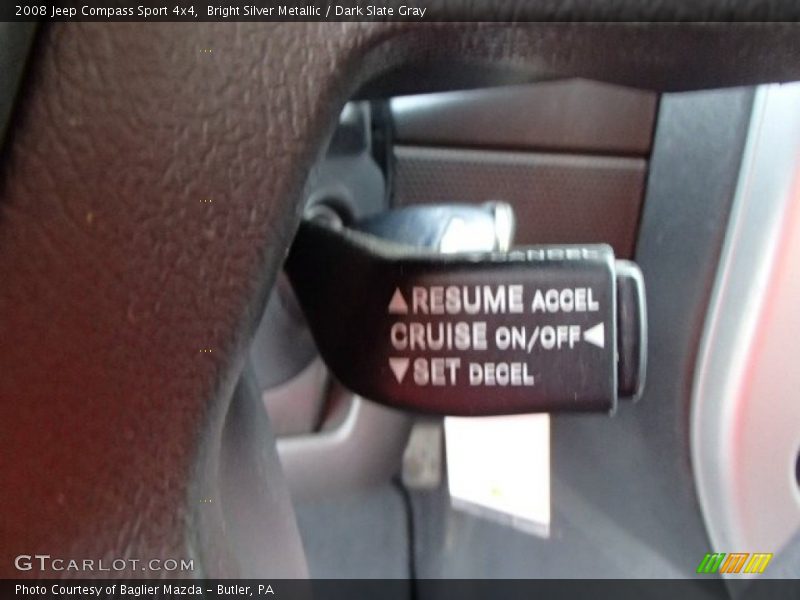 2008 Jeep Compass Sport 4x4,  Bright Silver Metallic / Dark Slate Gray
CANCEL
▲RESUME ACCEL
CRUISE ON/OFF◀
▼SET DECEL
GTCARLOT.COM
Photo Courtesy of Baglier Mazda - Butler, PA